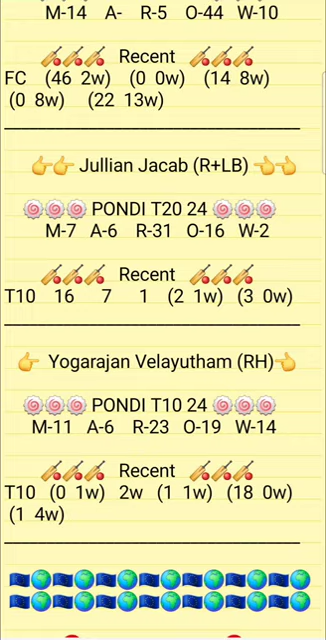 M-14 A- R-5 O-44 W-10
Recent
FC (46 2w) (0 0w) (14 8w)
(0 8w) (22 13w)
Jullian Jacab (R+LB)
PONDI T20 24
M-7 A-6 R-31 O-16 W-2
Recent
T10 16 7 1 (2 1w) (3 0w)
Yogarajan Velayutham (RH)
PONDI T10 24
M-11 A-6 R-23 O-19 W-14
Recent
T10 (0 1w) 2w (1 1w) (18 0w)
(1 4w)